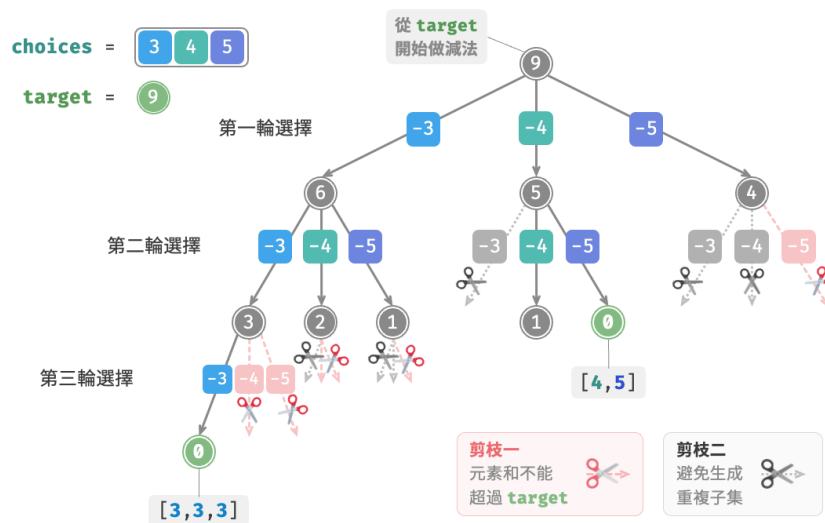 從 target
開始做減法
choices = 3 4 5
target = 9
9
第一輪選擇
-3 -4 -5
6 5 4
第二輪選擇
-3 -4 -5 -3 -4 -5 -3 -4 -5
3 2 1 1 0
第三輪選擇
-3 -4 -5
[4,5]
0
[3,3,3]
剪枝一
元素和不能
超過 target
剪枝二
避免生成
重複子集